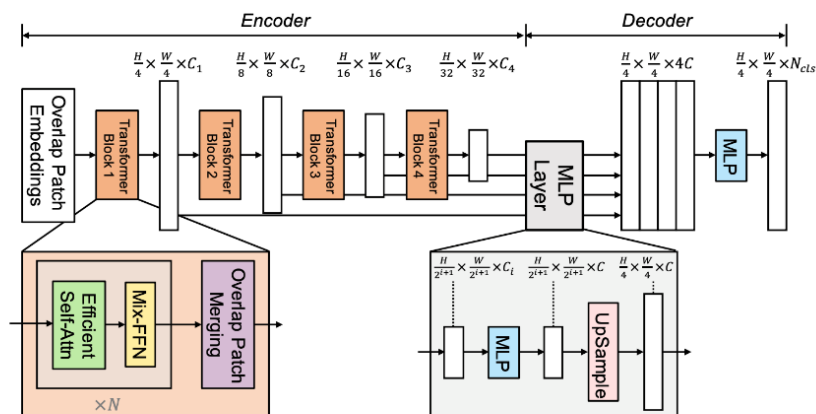 Encoder
Decoder
H/4 × W/4 × C₁
H/8 × W/8 × C₂
H/16 × W/16 × C₃
H/32 × W/32 × C₄
H/4 × W/4 × 4C
H/4 × W/4 × N_cls
Overlap Patch
Embeddings
Transformer
Block 1
Transformer
Block 2
Transformer
Block 3
Transformer
Block 4
MLP
Layer
MLP
Efficient
Self-Attn
Mix-FFN
Overlap Patch
Merging
×N
H/2^{i+1} × W/2^{i+1} × C_i
H/2^{i+1} × W/2^{i+1} × C
H/4 × W/4 × C
MLP
UpSample